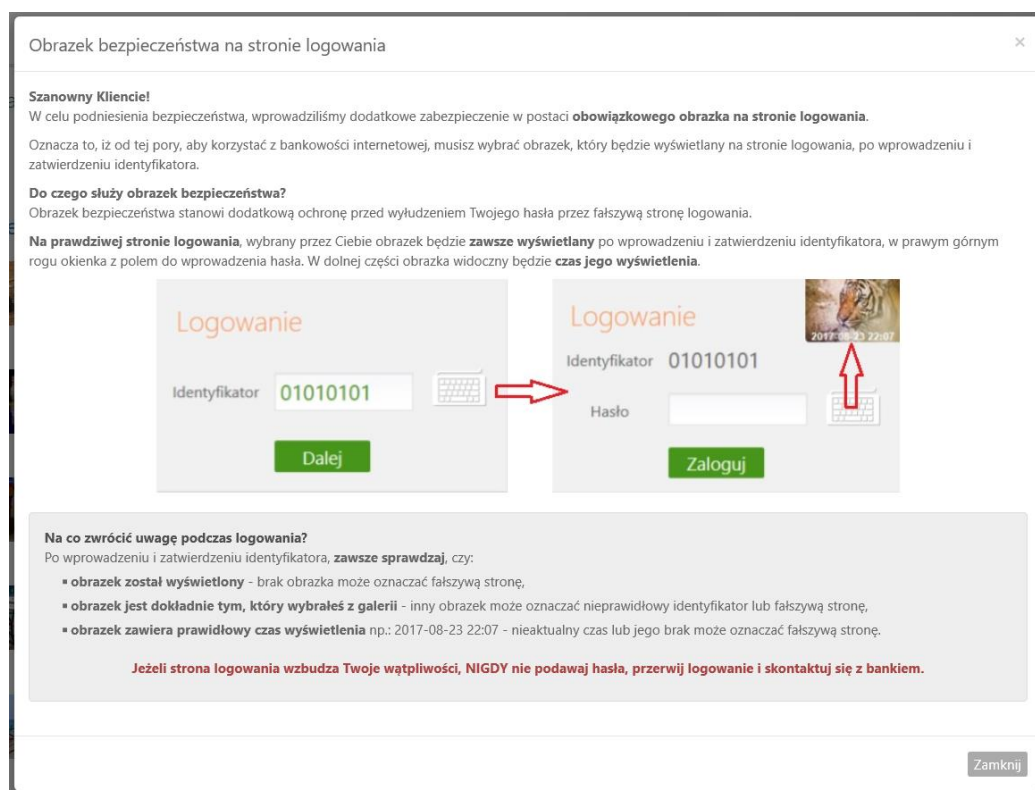 Obrazek bezpieczeństwa na stronie logowania
×
Szanowny Kliencie!
W celu podniesienia bezpieczeństwa, wprowadziliśmy dodatkowe zabezpieczenie w postaci obowiązkowego obrazka na stronie logowania.
Oznacza to, iż od tej pory, aby korzystać z bankowości internetowej, musisz wybrać obrazek, który będzie wyświetlany na stronie logowania, po wprowadzeniu i
zatwierdzeniu identyfikatora.
Do czego służy obrazek bezpieczeństwa?
Obrazek bezpieczeństwa stanowi dodatkową ochronę przed wyłudzeniem Twojego hasła przez fałszywą stronę logowania.
Na prawdziwej stronie logowania, wybrany przez Ciebie obrazek będzie zawsze wyświetlany po wprowadzeniu i zatwierdzeniu identyfikatora, w prawym górnym
rogu okienka z polem do wprowadzenia hasła. W dolnej części obrazka widoczny będzie czas jego wyświetlenia.
Logowanie
Identyfikator 01010101
Dalej
Logowanie
2017-08-23 22:07
Identyfikator 01010101
Hasło
Zaloguj
Na co zwrócić uwagę podczas logowania?
Po wprowadzeniu i zatwierdzeniu identyfikatora, zawsze sprawdzaj, czy:
▪ obrazek został wyświetlony - brak obrazka może oznaczać fałszywą stronę,
▪ obrazek jest dokładnie tym, który wybrałeś z galerii - inny obrazek może oznaczać nieprawidłowy identyfikator lub fałszywą stronę,
▪ obrazek zawiera prawidłowy czas wyświetlenia np.: 2017-08-23 22:07 - nieaktualny czas lub jego brak może oznaczać fałszywą stronę.
Jeżeli strona logowania wzbudza Twoje wątpliwości, NIGDY nie podawaj hasła, przerwij logowanie i skontaktuj się z bankiem.
Zamknij